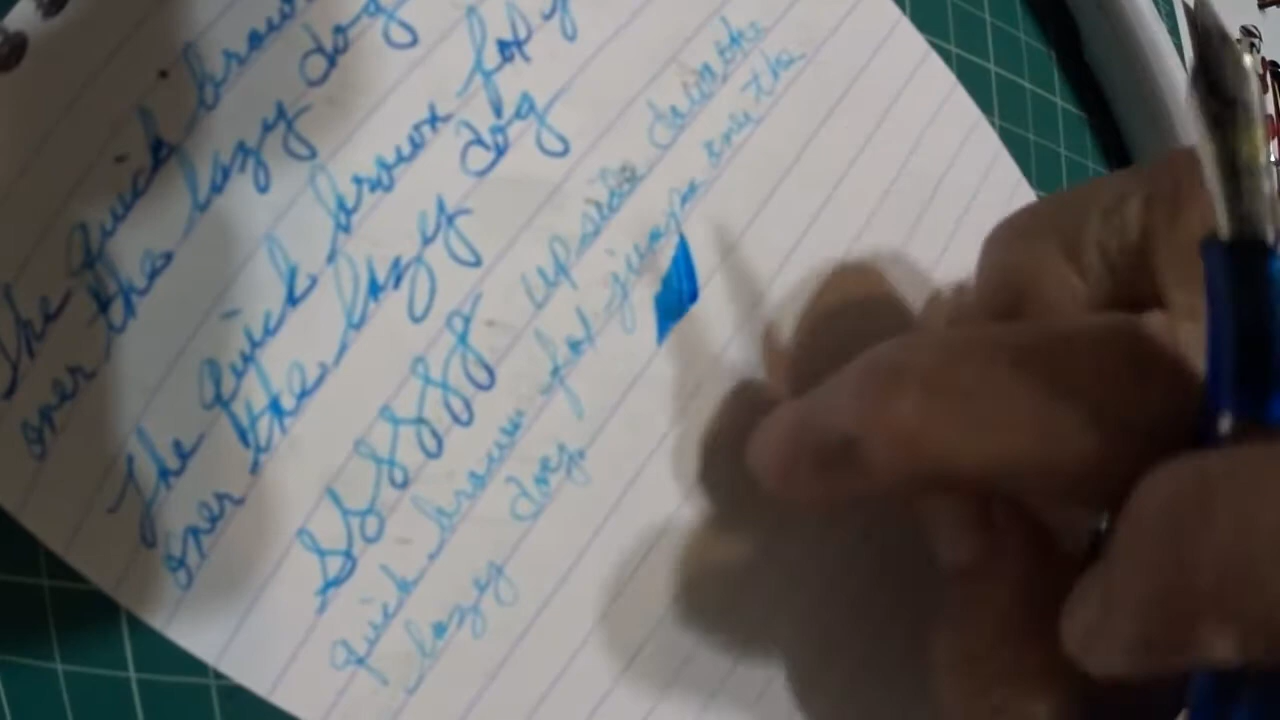 The quick brown
over the lazy dog
The quick brown fox j
over the lazy dog
SSSSS upside down the
quick brown fox jumps over the
lazy dog.